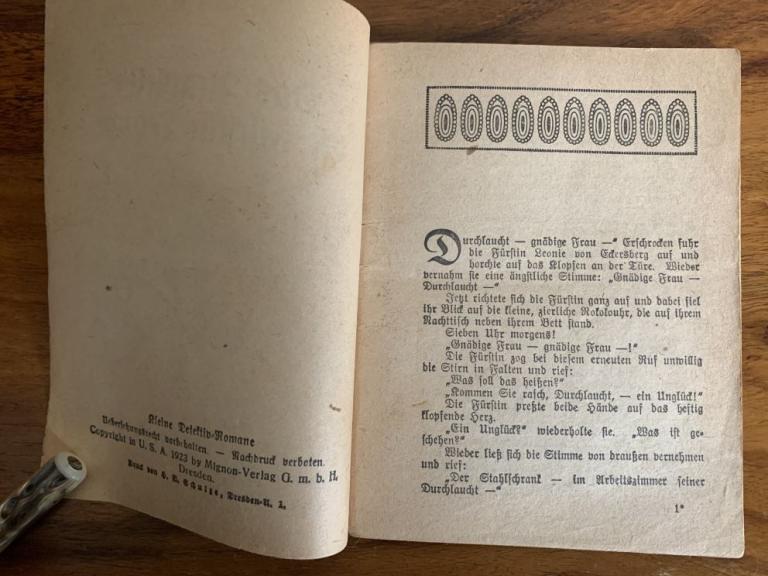 Kleine Detektiv-Romane
Uebersetzungsrecht vorbehalten. — Nachdruck verboten.
Copyright in U. S. A. 1923 by Mignon-Verlag G. m. b. H.
Dresden.
Druck von Schulze, Dresden-N. 1.
Durchlaucht — gnädige Frau —“ Erschrocken fuhr
die Fürstin Leonie von Eckersberg auf und
horchte auf das Klopfen an der Türe. Wieder
vernahm sie eine ängstliche Stimme: „Gnädige Frau —
Durchlaucht —“
Jetzt richtete sich die Fürstin ganz auf und dabei fiel
ihr Blick auf die kleine, zierliche Rokokouhr, die auf ihrem
Nachttisch neben ihrem Bett stand.
Sieben Uhr morgens!
„Gnädige Frau — gnädige Frau —!“
Die Fürstin zog bei diesem erneuten Ruf unwillig
die Stirn in Falten und rief:
„Was soll das heißen?“
„Kommen Sie rasch, Durchlaucht, — ein Unglück!“
Die Fürstin preßte beide Hände auf das heftig
klopfende Herz.
„Ein Unglück?“ wiederholte sie. „Was ist ge-
schehen?“
Wieder ließ sich die Stimme von draußen vernehmen
und rief:
„Der Stahlschrank — im Arbeitszimmer seiner
Durchlaucht —“
1*